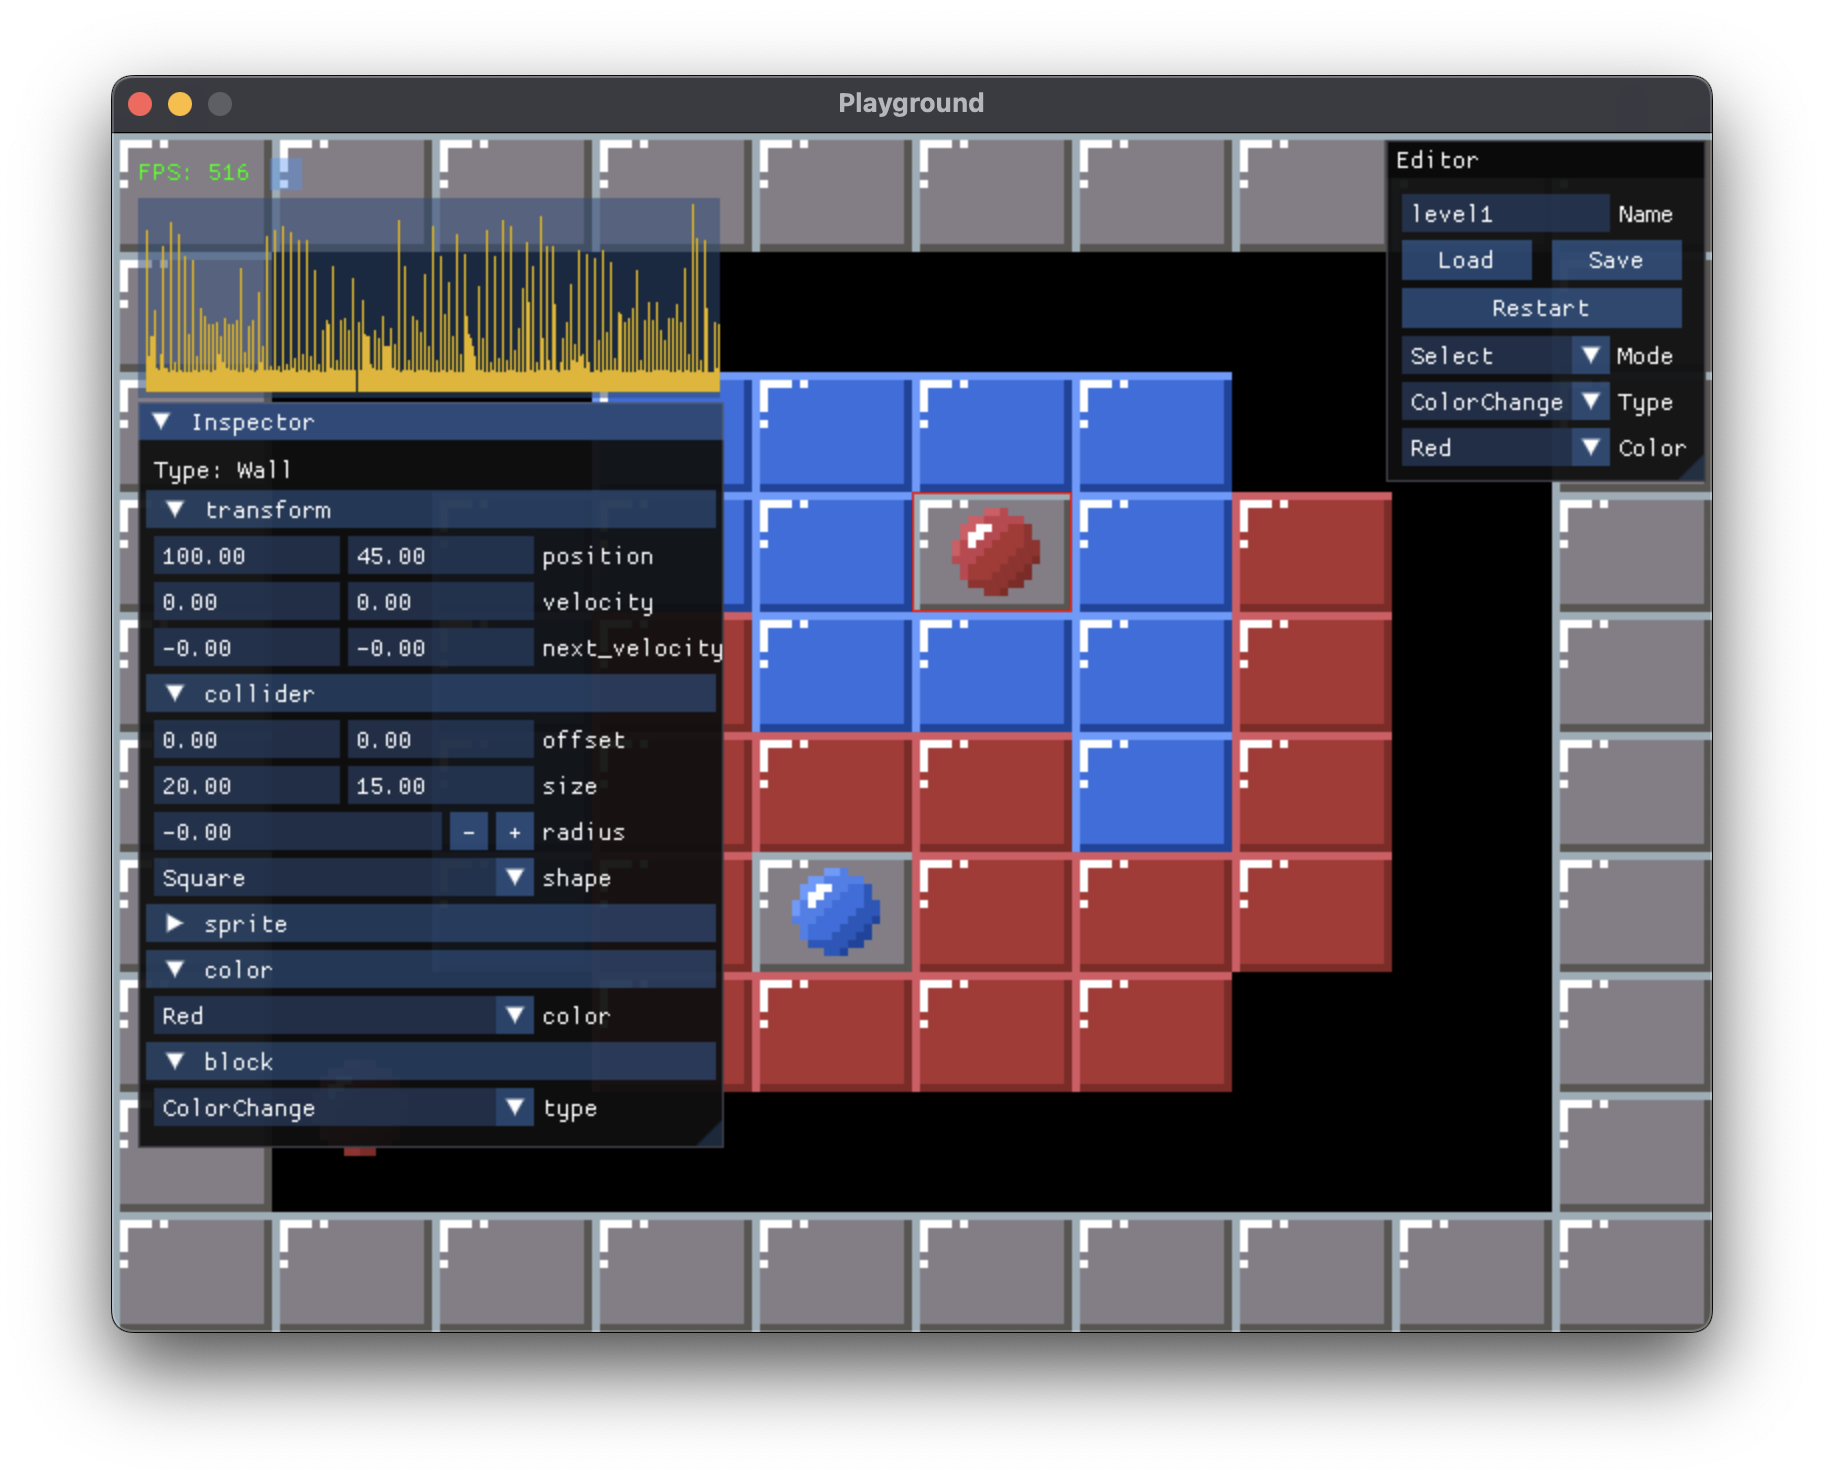 Playground
FPS: 516
Inspector
Type: Wall
transform
100.00 45.00 position
0.00 0.00 velocity
-0.00 -0.00 next_velocity
collider
0.00 0.00 offset
20.00 15.00 size
-0.00 - + radius
Square shape
sprite
color
Red color
block
ColorChange type
Editor
level1 Name
Load Save
Restart
Select Mode
ColorChange Type
Red Color